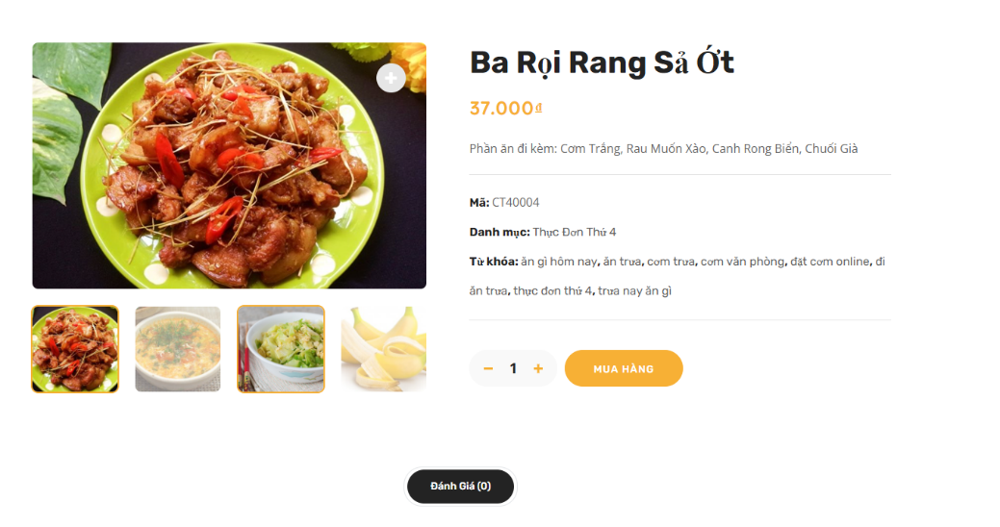 Ba Rọi Rang Sả Ớt
37.000₫
Phần ăn đi kèm: Cơm Trắng, Rau Muốn Xào, Canh Rong Biển, Chuối Già
Mã: CT40004
Danh mục: Thực Đơn Thứ 4
Từ khóa: ăn gì hôm nay, ăn trưa, cơm trưa, cơm văn phòng, đặt cơm online, đi
ăn trưa, thực đơn thứ 4, trưa nay ăn gì
− 1 + MUA HÀNG
Đánh Giá (0)